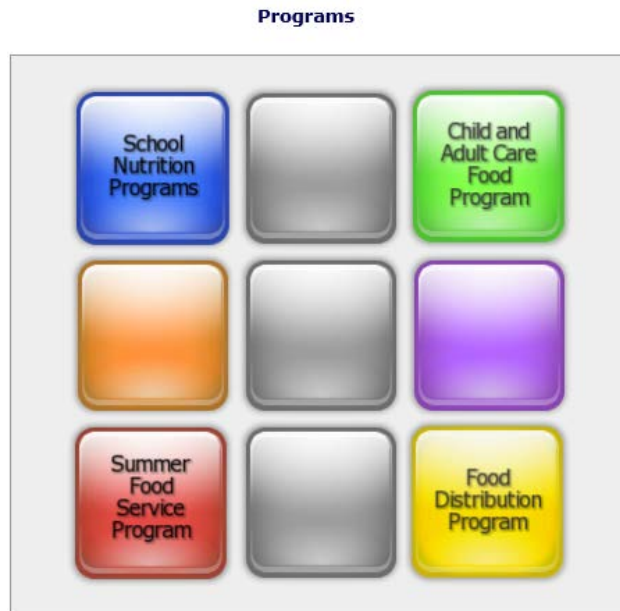 Programs
School
Nutrition
Programs
Child and
Adult Care
Food
Program
Summer
Food
Service
Program
Food
Distribution
Program